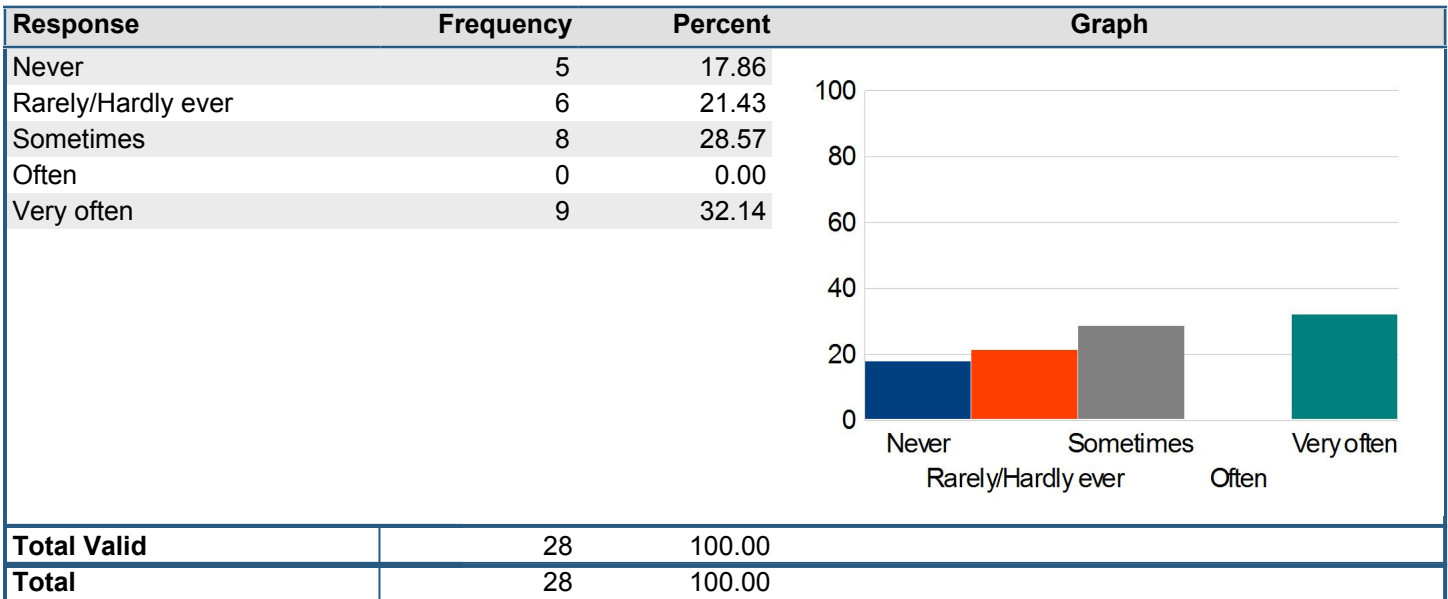 Response Frequency Percent Graph
Never 5 17.86
Rarely/Hardly ever 6 21.43
Sometimes 8 28.57
Often 0 0.00
Very often 9 32.14
100
80
60
40
20
0
Never Sometimes Very often
Rarely/Hardly ever Often
Total Valid 28 100.00
Total 28 100.00